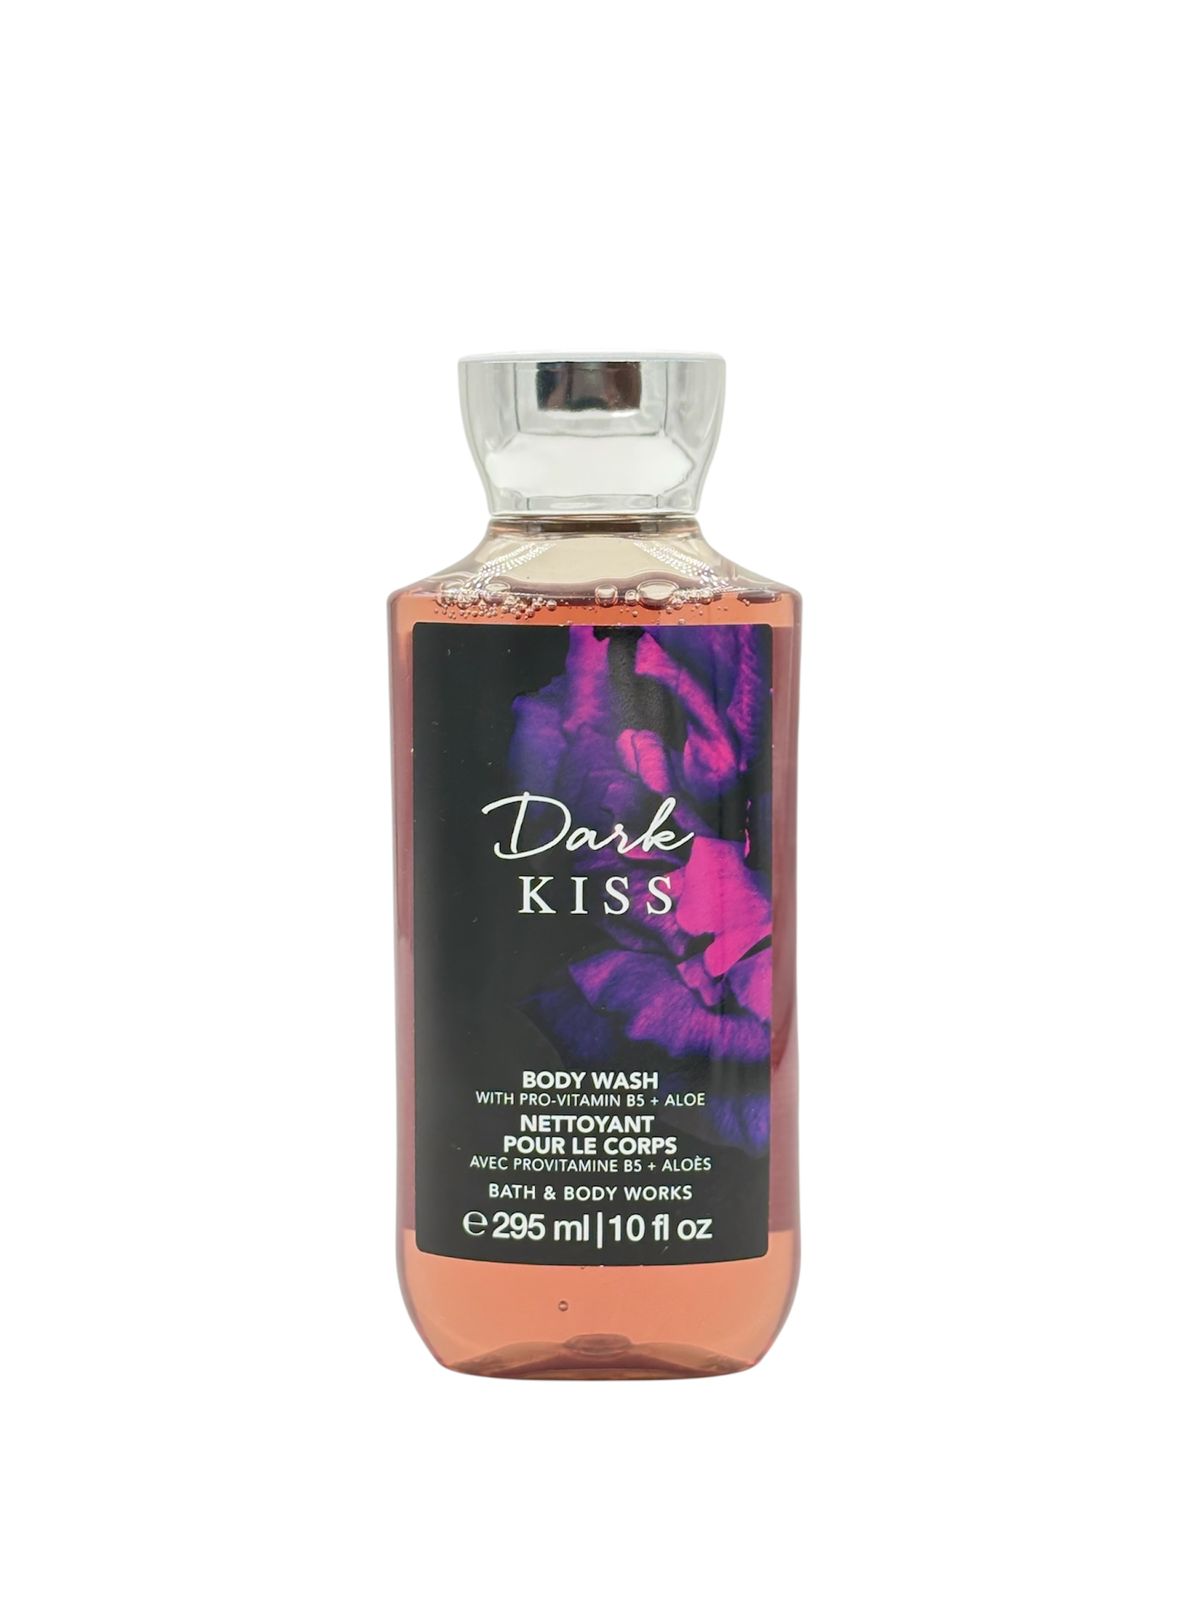 Dark
KISS
BODY WASH
WITH PRO-VITAMIN B5 + ALOE
NETTOYANT
POUR LE CORPS
AVEC PROVITAMINE B5 + ALOÈS
BATH & BODY WORKS
℮ 295 ml | 10 fl oz